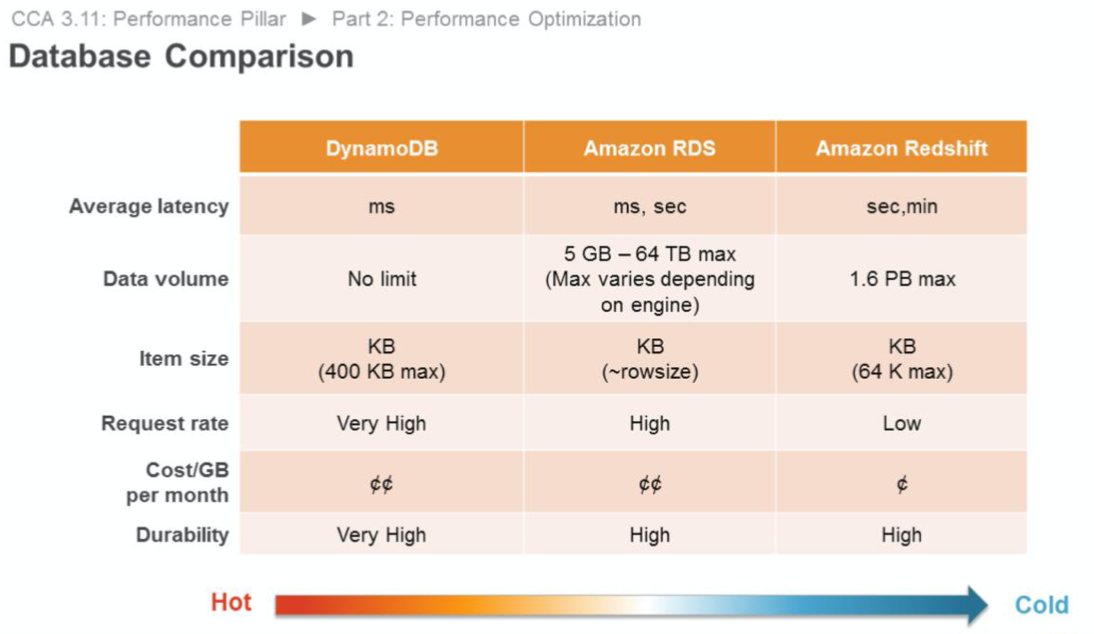 CCA 3.11: Performance Pillar ► Part 2: Performance Optimization
Database Comparison
DynamoDB Amazon RDS Amazon Redshift
Average latency ms ms, sec sec,min
Data volume No limit 5 GB – 64 TB max (Max varies depending on engine) 1.6 PB max
Item size KB (400 KB max) KB (~rowsize) KB (64 K max)
Request rate Very High High Low
Cost/GB per month ¢¢ ¢¢ ¢
Durability Very High High High
Hot Cold